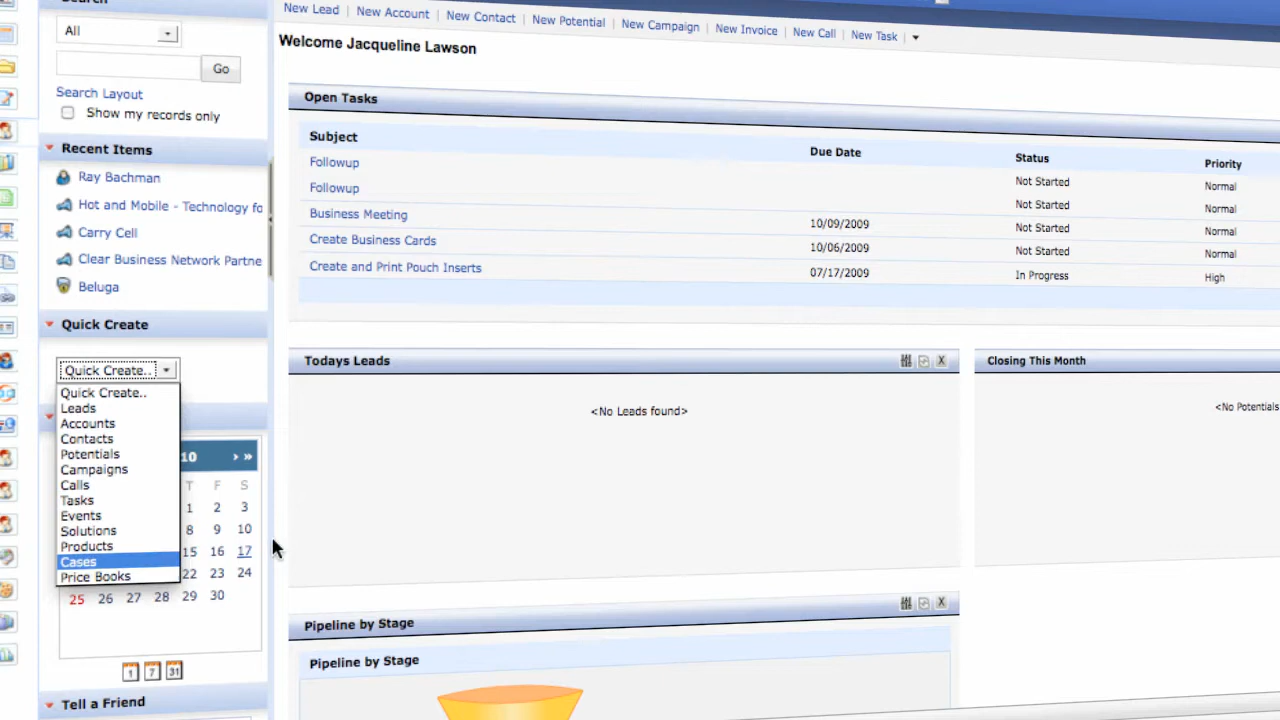 Search
New Lead | New Account | New Contact | New Potential | New Campaign | New Invoice | New Call | New Task
All
Welcome Jacqueline Lawson
Go
Search Layout
Show my records only
Open Tasks
Subject Due Date Status Priority
Followup Not Started Normal
Followup Not Started Normal
Business Meeting 10/09/2009 Not Started Normal
Create Business Cards 10/06/2009 Not Started Normal
Create and Print Pouch Inserts 07/17/2009 In Progress High
Recent Items
Ray Bachman
Hot and Mobile - Technology fo
Carry Cell
Clear Business Network Partne
Beluga
Quick Create
Quick Create..
Quick Create..
Leads
Accounts
Contacts
Potentials
Campaigns
Calls
Tasks
Events
Solutions
Products
Cases
Price Books
10 › »
T F S
1 2 3
8 9 10
15 16 17
22 23 24
25 26 27 28 29 30
1 7 31
Tell a Friend
Todays Leads
<No Leads found>
Closing This Month
<No Potentials
Pipeline by Stage
Pipeline by Stage